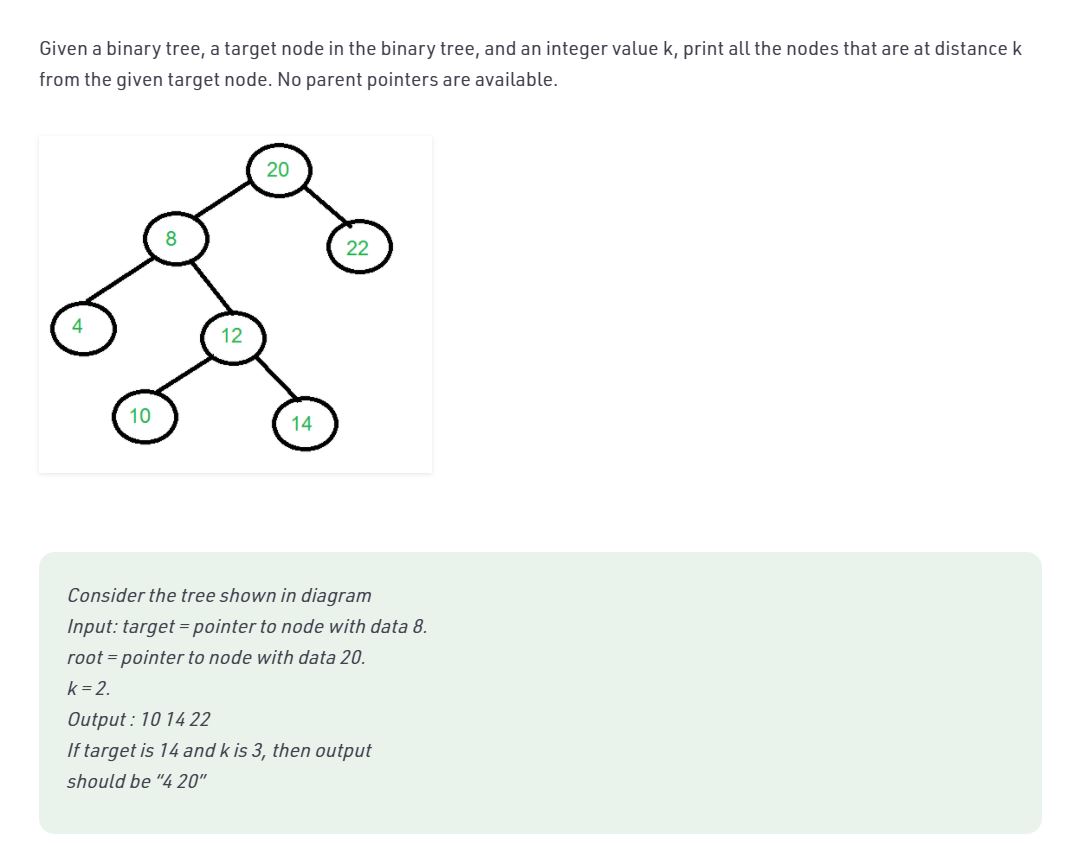 Given a binary tree, a target node in the binary tree, and an integer value k, print all the nodes that are at distance k
from the given target node. No parent pointers are available.
20
8
22
4
12
10
14
Consider the tree shown in diagram
Input: target = pointer to node with data 8.
root = pointer to node with data 20.
k = 2.
Output : 10 14 22
If target is 14 and k is 3, then output
should be “4 20”